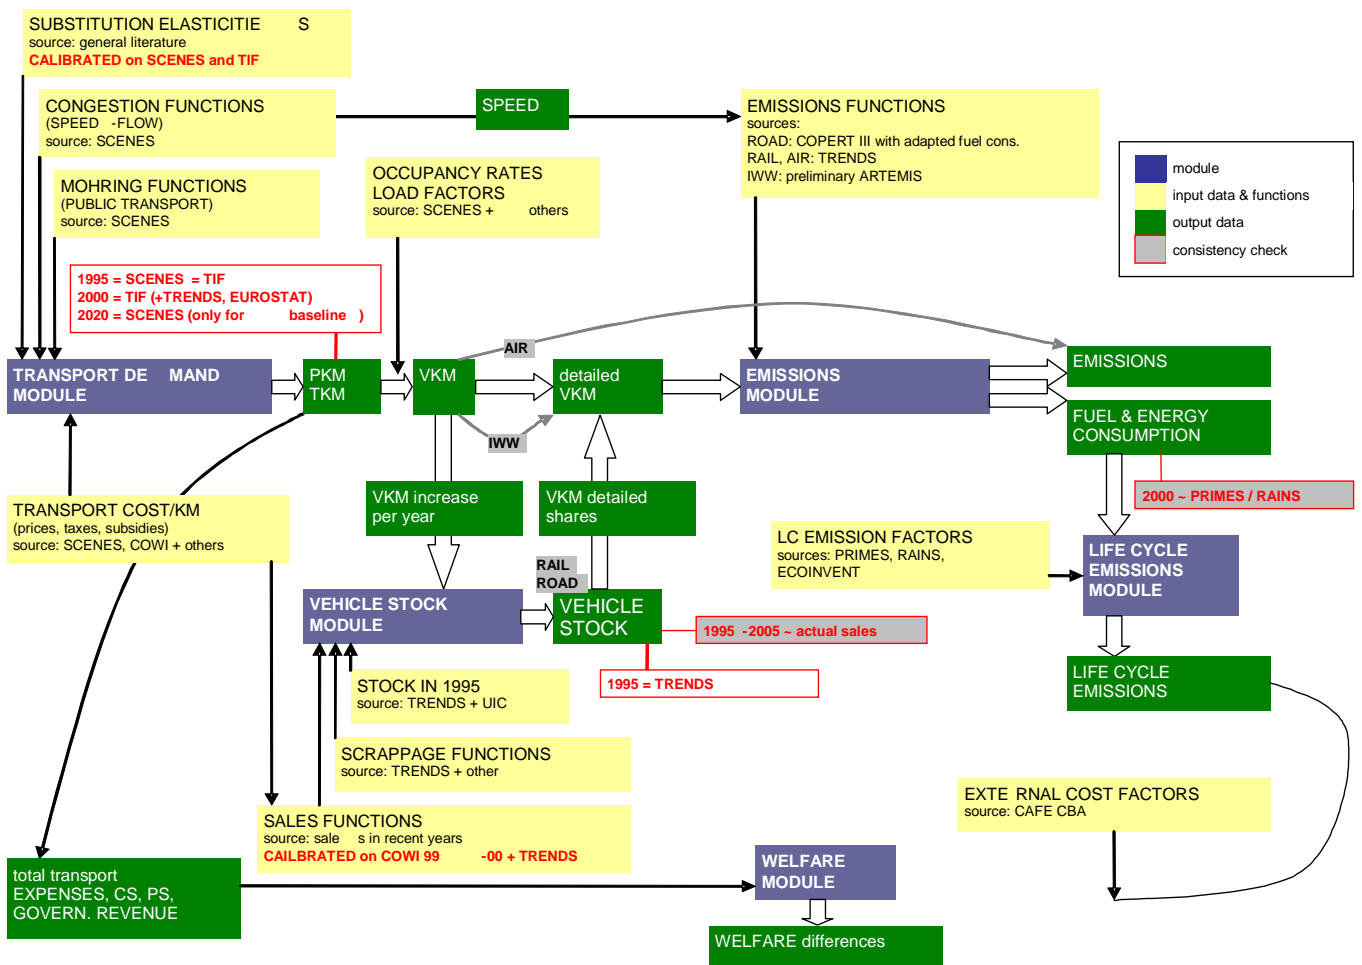 SUBSTITUTION ELASTICITIE S
source: general literature
CALIBRATED on SCENES and TIF
CONGESTION FUNCTIONS
(SPEED -FLOW)
source: SCENES
SPEED
EMISSIONS FUNCTIONS
sources:
ROAD: COPERT III with adapted fuel cons.
RAIL, AIR: TRENDS
IWW: preliminary ARTEMIS
module
input data & functions
output data
consistency check
MOHRING FUNCTIONS
(PUBLIC TRANSPORT)
source: SCENES
OCCUPANCY RATES
LOAD FACTORS
source: SCENES + others
1995 = SCENES = TIF
2000 = TIF (+TRENDS, EUROSTAT)
2020 = SCENES (only for baseline )
AIR
TRANSPORT DE MAND
MODULE
PKM
TKM
VKM
detailed
VKM
EMISSIONS
MODULE
EMISSIONS
FUEL & ENERGY
CONSUMPTION
IWW
TRANSPORT COST/KM
(prices, taxes, subsidies)
source: SCENES, COWI + others
VKM increase
per year
VKM detailed
shares
2000 ~ PRIMES / RAINS
LC EMISSION FACTORS
sources: PRIMES, RAINS,
ECOINVENT
LIFE CYCLE
EMISSIONS
MODULE
RAIL
ROAD
VEHICLE STOCK
MODULE
VEHICLE
STOCK
1995 -2005 ~ actual sales
1995 = TRENDS
STOCK IN 1995
source: TRENDS + UIC
LIFE CYCLE
EMISSIONS
SCRAPPAGE FUNCTIONS
source: TRENDS + other
EXTE RNAL COST FACTORS
source: CAFE CBA
SALES FUNCTIONS
source: sale s in recent years
CAILBRATED on COWI 99 -00 + TRENDS
total transport
EXPENSES, CS, PS,
GOVERN. REVENUE
WELFARE
MODULE
WELFARE differences